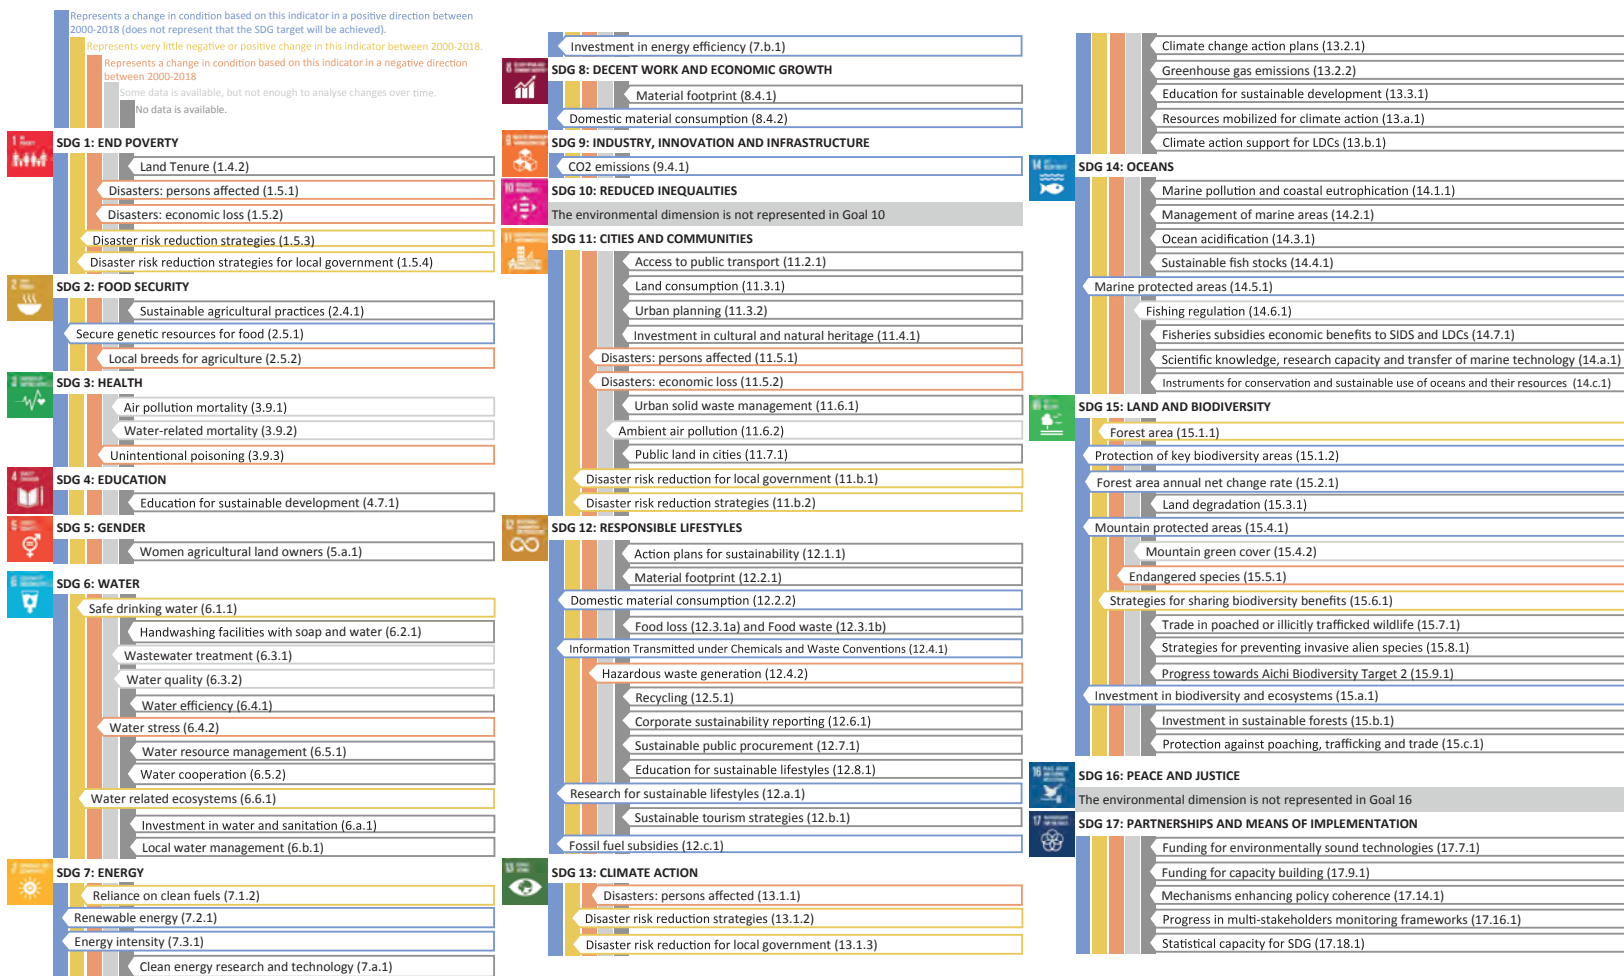 Represents a change in condition based on this indicator in a positive direction between
2000-2018 (does not represent that the SDG target will be achieved).
Represents very little negative or positive change in this indicator between 2000-2018.
Represents a change in condition based on this indicator in a negative direction
between 2000-2018
Some data is available, but not enough to analyse changes over time.
No data is available.
1
SDG 1: END POVERTY
Land Tenure (1.4.2)
Disasters: persons affected (1.5.1)
Disasters: economic loss (1.5.2)
Disaster risk reduction strategies (1.5.3)
Disaster risk reduction strategies for local government (1.5.4)
2
SDG 2: FOOD SECURITY
Sustainable agricultural practices (2.4.1)
Secure genetic resources for food (2.5.1)
Local breeds for agriculture (2.5.2)
SDG 3: HEALTH
Air pollution mortality (3.9.1)
Water-related mortality (3.9.2)
Unintentional poisoning (3.9.3)
4
SDG 4: EDUCATION
Education for sustainable development (4.7.1)
5
SDG 5: GENDER
Women agricultural land owners (5.a.1)
SDG 6: WATER
Safe drinking water (6.1.1)
Handwashing facilities with soap and water (6.2.1)
Wastewater treatment (6.3.1)
Water quality (6.3.2)
Water efficiency (6.4.1)
Water stress (6.4.2)
Water resource management (6.5.1)
Water cooperation (6.5.2)
Water related ecosystems (6.6.1)
Investment in water and sanitation (6.a.1)
Local water management (6.b.1)
SDG 7: ENERGY
Reliance on clean fuels (7.1.2)
Renewable energy (7.2.1)
Energy intensity (7.3.1)
Clean energy research and technology (7.a.1)
Investment in energy efficiency (7.b.1)
8
SDG 8: DECENT WORK AND ECONOMIC GROWTH
Material footprint (8.4.1)
Domestic material consumption (8.4.2)
9
SDG 9: INDUSTRY, INNOVATION AND INFRASTRUCTURE
CO2 emissions (9.4.1)
10
SDG 10: REDUCED INEQUALITIES
The environmental dimension is not represented in Goal 10
11
SDG 11: CITIES AND COMMUNITIES
Access to public transport (11.2.1)
Land consumption (11.3.1)
Urban planning (11.3.2)
Investment in cultural and natural heritage (11.4.1)
Disasters: persons affected (11.5.1)
Disasters: economic loss (11.5.2)
Urban solid waste management (11.6.1)
Ambient air pollution (11.6.2)
Public land in cities (11.7.1)
Disaster risk reduction for local government (11.b.1)
Disaster risk reduction strategies (11.b.2)
12
SDG 12: RESPONSIBLE LIFESTYLES
Action plans for sustainability (12.1.1)
Material footprint (12.2.1)
Domestic material consumption (12.2.2)
Food loss (12.3.1a) and Food waste (12.3.1b)
Information Transmitted under Chemicals and Waste Conventions (12.4.1)
Hazardous waste generation (12.4.2)
Recycling (12.5.1)
Corporate sustainability reporting (12.6.1)
Sustainable public procurement (12.7.1)
Education for sustainable lifestyles (12.8.1)
Research for sustainable lifestyles (12.a.1)
Sustainable tourism strategies (12.b.1)
Fossil fuel subsidies (12.c.1)
13
SDG 13: CLIMATE ACTION
Disasters: persons affected (13.1.1)
Disaster risk reduction strategies (13.1.2)
Disaster risk reduction for local government (13.1.3)
Climate change action plans (13.2.1)
Greenhouse gas emissions (13.2.2)
Education for sustainable development (13.3.1)
Resources mobilized for climate action (13.a.1)
Climate action support for LDCs (13.b.1)
14
SDG 14: OCEANS
Marine pollution and coastal eutrophication (14.1.1)
Management of marine areas (14.2.1)
Ocean acidification (14.3.1)
Sustainable fish stocks (14.4.1)
Marine protected areas (14.5.1)
Fishing regulation (14.6.1)
Fisheries subsidies economic benefits to SIDS and LDCs (14.7.1)
Scientific knowledge, research capacity and transfer of marine technology (14.a.1)
Instruments for conservation and sustainable use of oceans and their resources (14.c.1)
SDG 15: LAND AND BIODIVERSITY
Forest area (15.1.1)
Protection of key biodiversity areas (15.1.2)
Forest area annual net change rate (15.2.1)
Land degradation (15.3.1)
Mountain protected areas (15.4.1)
Mountain green cover (15.4.2)
Endangered species (15.5.1)
Strategies for sharing biodiversity benefits (15.6.1)
Trade in poached or illicitly trafficked wildlife (15.7.1)
Strategies for preventing invasive alien species (15.8.1)
Progress towards Aichi Biodiversity Target 2 (15.9.1)
Investment in biodiversity and ecosystems (15.a.1)
Investment in sustainable forests (15.b.1)
Protection against poaching, trafficking and trade (15.c.1)
16
SDG 16: PEACE AND JUSTICE
The environmental dimension is not represented in Goal 16
17
SDG 17: PARTNERSHIPS AND MEANS OF IMPLEMENTATION
Funding for environmentally sound technologies (17.7.1)
Funding for capacity building (17.9.1)
Mechanisms enhancing policy coherence (17.14.1)
Progress in multi-stakeholders monitoring frameworks (17.16.1)
Statistical capacity for SDG (17.18.1)